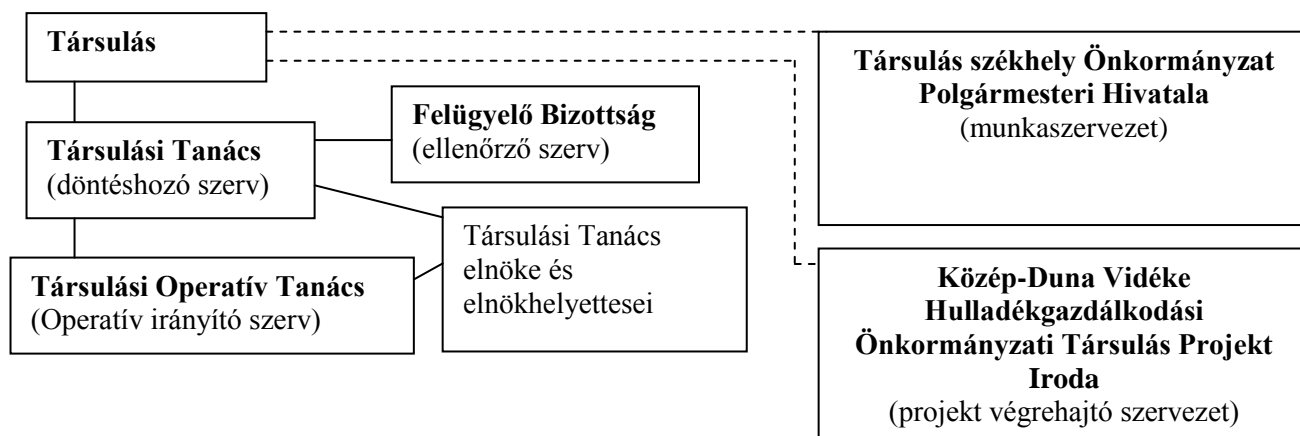 Társulás
Társulás székhely Önkormányzat
Polgármesteri Hivatala
(munkaszervezet)
Felügyelő Bizottság
(ellenőrző szerv)
Társulási Tanács
(döntéshozó szerv)
Társulási Tanács
elnöke és
elnökhelyettesei
Társulási Operatív Tanács
(Operatív irányító szerv)
Közép-Duna Vidéke
Hulladékgazdálkodási
Önkormányzati Társulás Projekt
Iroda
(projekt végrehajtó szervezet)